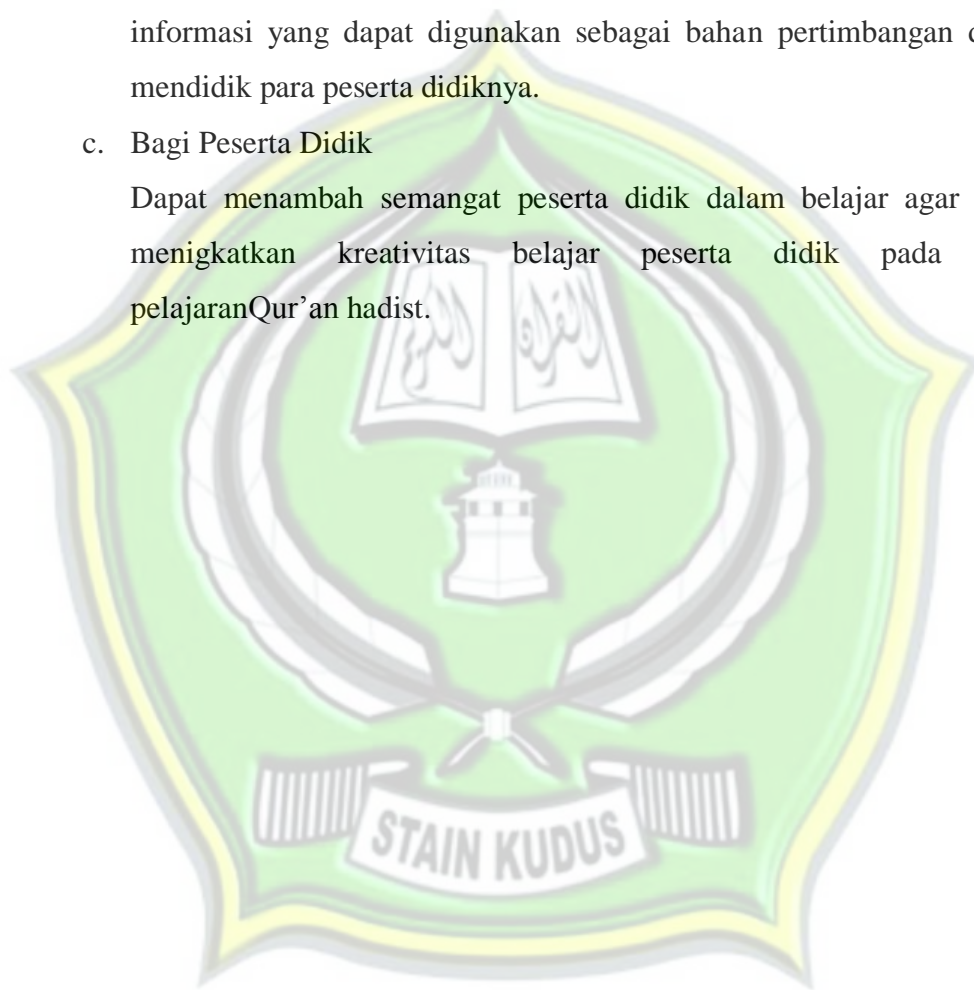 informasi yang dapat digunakan sebagai bahan pertimbangan
mendidik para peserta didiknya.
c. Bagi Peserta Didik
Dapat menambah semangat peserta didik dalam belajar agar
menigkatkan kreativitas belajar peserta didik pada
pelajaranQur'an hadist.
STAIN KUDUS